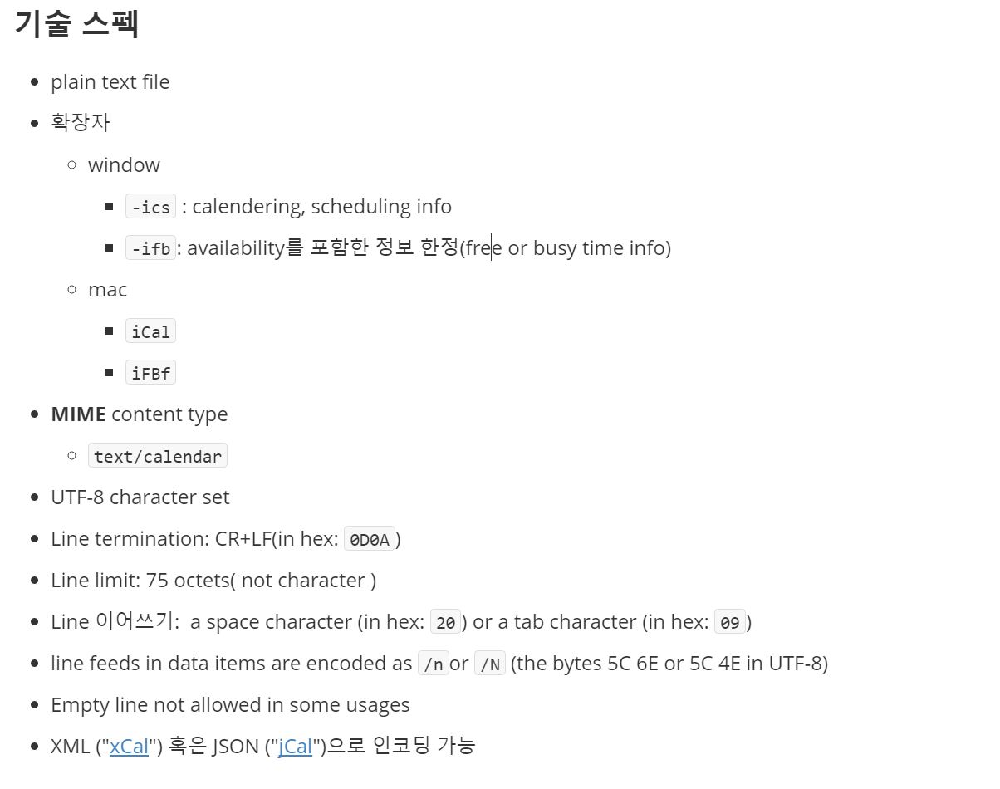 기술 스펙
plain text file
확장자
window
-ics : calendering, scheduling info
-ifb: availability를 포함한 정보 한정(free or busy time info)
mac
iCal
iFBf
MIME content type
text/calendar
UTF-8 character set
Line termination: CR+LF(in hex: 0D0A)
Line limit: 75 octets( not character )
Line 이어쓰기:  a space character (in hex: 20) or a tab character (in hex: 09)
line feeds in data items are encoded as /n or /N (the bytes 5C 6E or 5C 4E in UTF-8)
Empty line not allowed in some usages
XML ("xCal") 혹은 JSON ("jCal")으로 인코딩 가능